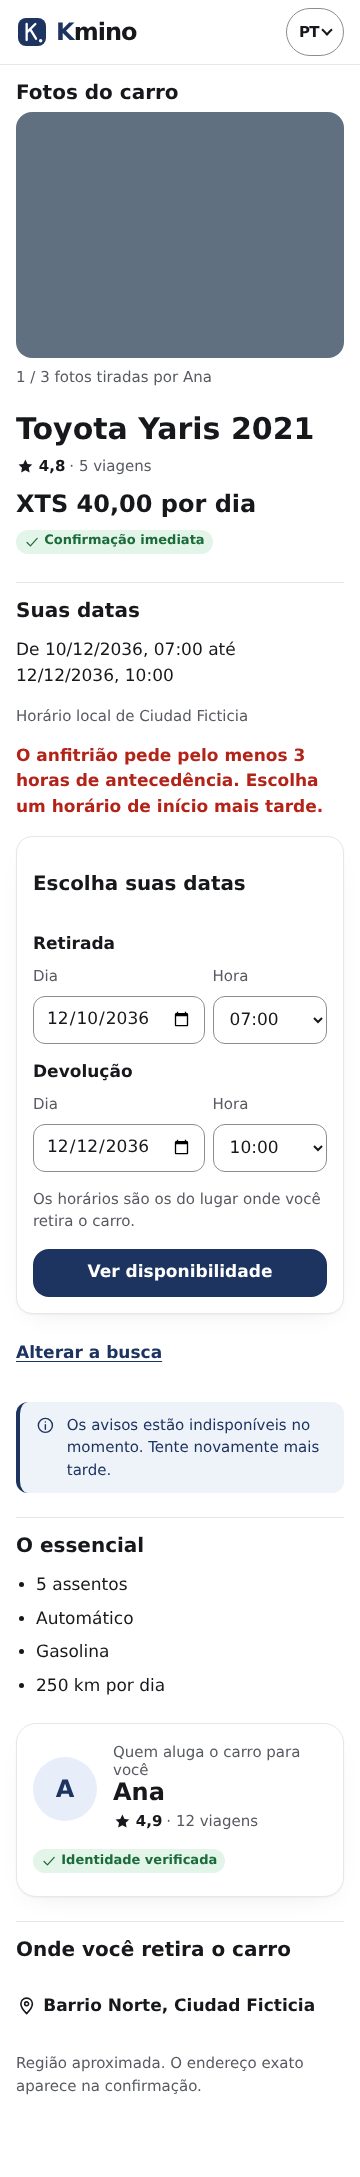 Kmino
PT
Fotos do carro
1 / 3 fotos tiradas por Ana
Toyota Yaris 2021
4,8 · 5 viagens
XTS 40,00 por dia
Confirmação imediata
Suas datas
De 10/12/2036, 07:00 até
12/12/2036, 10:00
Horário local de Ciudad Ficticia
O anfitrião pede pelo menos 3
horas de antecedência. Escolha
um horário de início mais tarde.
Escolha suas datas
Retirada
Dia Hora
12/10/2036 07:00
Devolução
Dia Hora
12/12/2036 10:00
Os horários são os do lugar onde você
retira o carro.
Ver disponibilidade
Alterar a busca
Os avisos estão indisponíveis no
momento. Tente novamente mais
tarde.
O essencial
• 5 assentos
• Automático
• Gasolina
• 250 km por dia
Quem aluga o carro para
você
A
Ana
4,9 · 12 viagens
Identidade verificada
Onde você retira o carro
Barrio Norte, Ciudad Ficticia
Região aproximada. O endereço exato
aparece na confirmação.